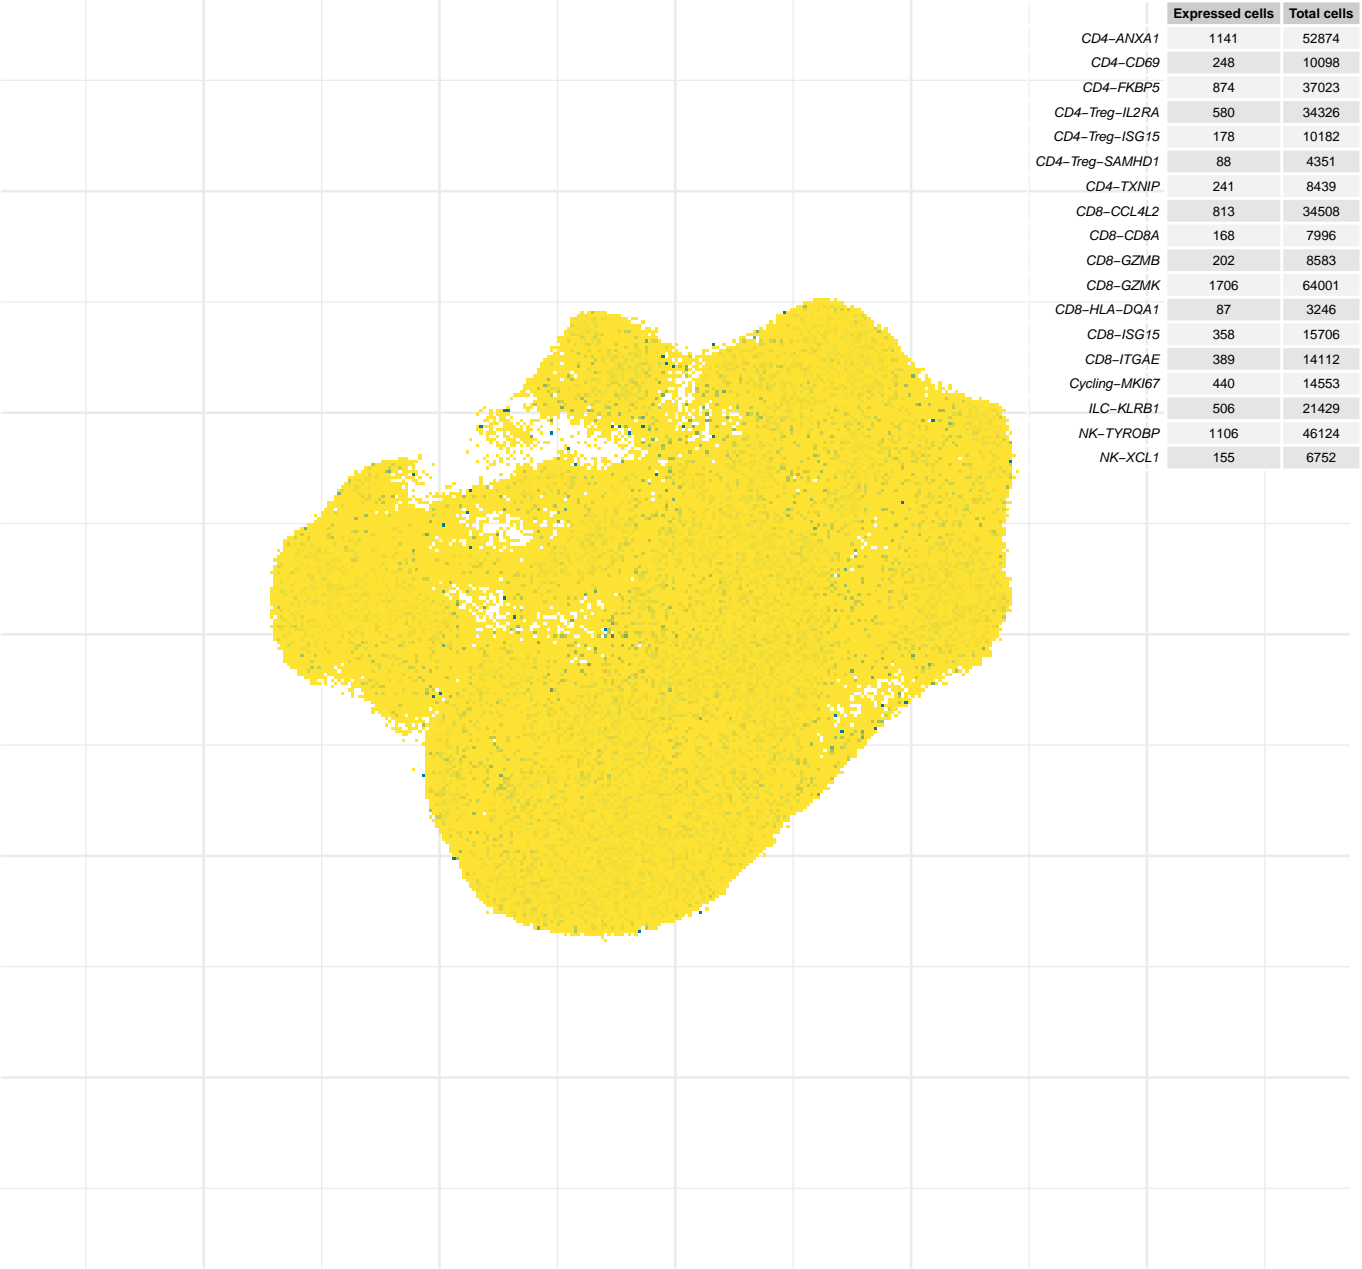 Expressed cells Total cells
CD4−ANXA1 1141 52874
CD4−CD69 248 10098
CD4−FKBP5 874 37023
CD4−Treg−IL2RA 580 34326
CD4−Treg−ISG15 178 10182
CD4−Treg−SAMHD1 88 4351
CD4−TXNIP 241 8439
CD8−CCL4L2 813 34508
CD8−CD8A 168 7996
CD8−GZMB 202 8583
CD8−GZMK 1706 64001
CD8−HLA−DQA1 87 3246
CD8−ISG15 358 15706
CD8−ITGAE 389 14112
Cycling−MKI67 440 14553
ILC−KLRB1 506 21429
NK−TYROBP 1106 46124
NK−XCL1 155 6752